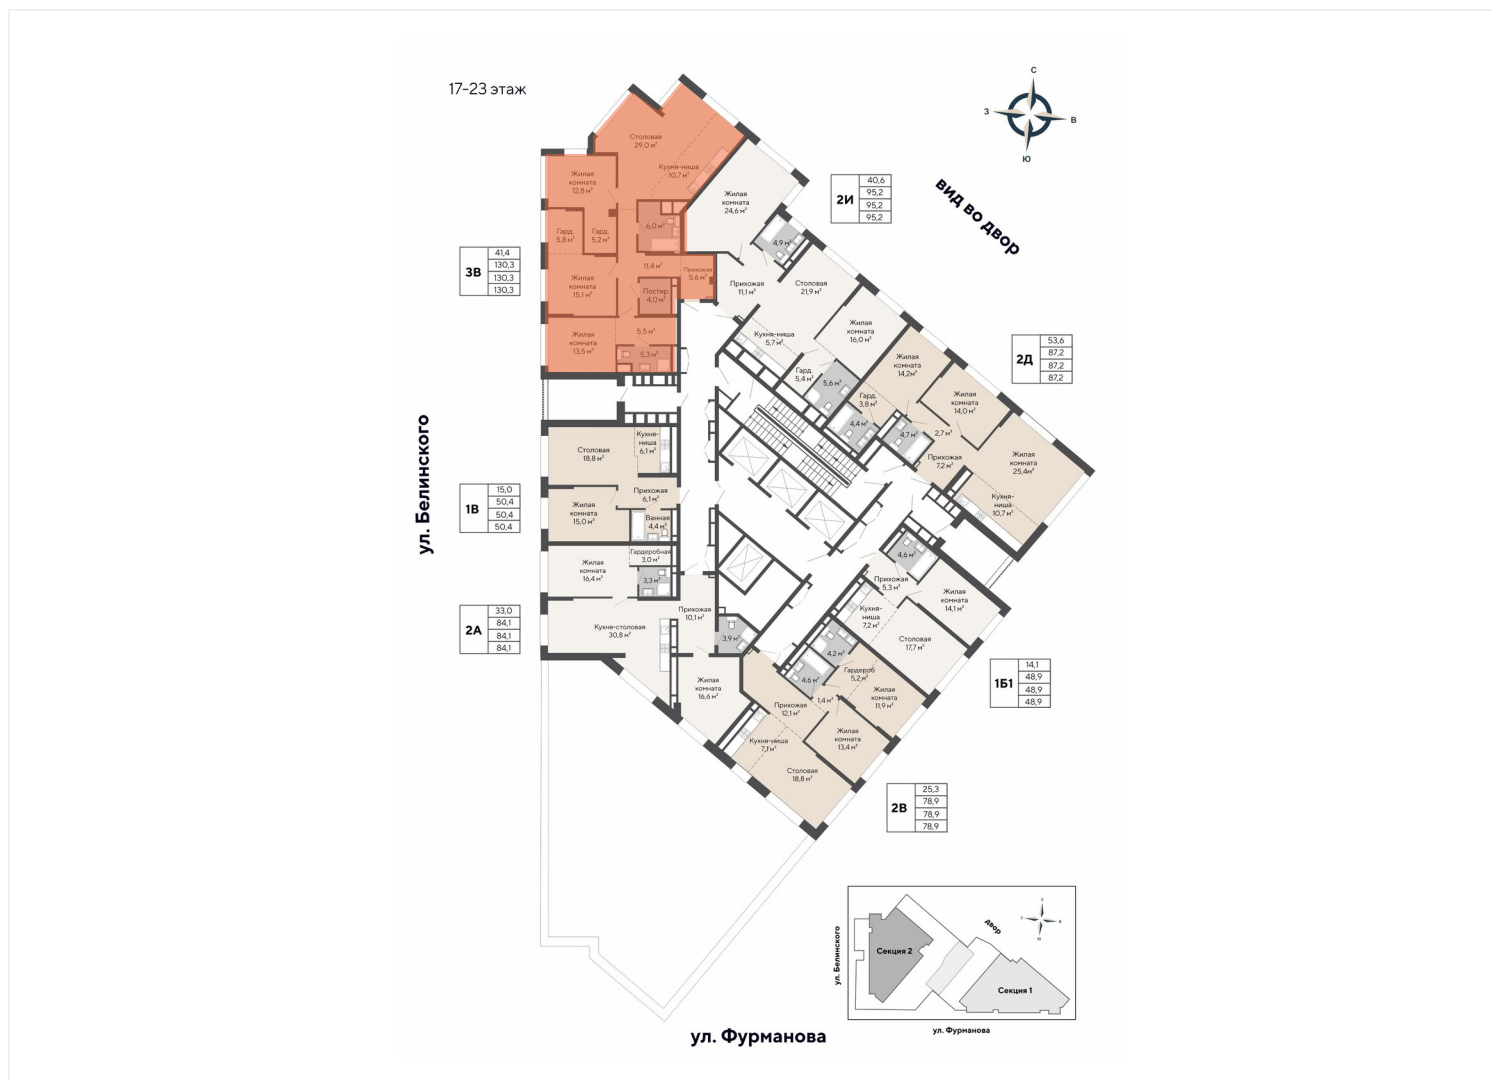 17-23 этаж
С
З
В
Ю
вид во двор
ул. Белинского
Столовая
29,0 м²
Кухня-ниша
10,7 м²
Жилая
комната
12,8 м²
6,0 м²
Гард.
5,8 м²
Гард.
5,2 м²
11,4 м²
Прихожая
5,6 м²
Жилая
комната
15,1 м²
Постир.
4,0 м²
5,5 м²
Жилая
комната
13,5 м²
5,3 м²
3В
41,4
130,3
130,3
130,3
Жилая
комната
24,6 м²
4,9 м²
Прихожая
11,1 м²
Столовая
21,9 м²
Кухня-ниша
5,7 м²
Жилая
комната
16,0 м²
Гард.
5,4 м²
5,6 м²
2И
40,6
95,2
95,2
95,2
Жилая
комната
14,2м²
Гард.
3,8 м²
4,4 м²
4,7 м²
2,7 м²
Жилая
комната
14,0 м²
Прихожая
7,2 м²
Жилая
комната
25,4м²
Кухня-
ниша
10,7 м²
2Д
53,6
87,2
87,2
87,2
Столовая
18,8 м²
Кухня-
ниша
6,1 м²
Прихожая
6,1 м²
Жилая
комната
15,0 м²
Ванная
4,4 м²
1В
15,0
50,4
50,4
50,4
Гардеробная
3,0 м²
Жилая
комната
16,4 м²
3,3 м²
Прихожая
10,1 м²
Кухня-столовая
30,8 м²
3,9 м²
Жилая
комната
16,6 м²
2А
33,0
84,1
84,1
84,1
4,6 м²
Прихожая
5,3 м²
Жилая
комната
14,1 м²
Кухня-
ниша
7,2 м²
Столовая
17,7 м²
1Б1
14,1
48,9
48,9
48,9
4,2 м²
4,6 м²
Гардероб
5,2 м²
1,4 м²
Жилая
комната
11,9 м²
Прихожая
12,1 м²
Жилая
комната
13,4 м²
Кухня-ниша
7,1 м²
Столовая
18,8 м²
2В
25,3
78,9
78,9
78,9
ул. Фурманова
ул. Белинского
двор
С
З
В
Ю
Секция 2
Секция 1
ул. Фурманова